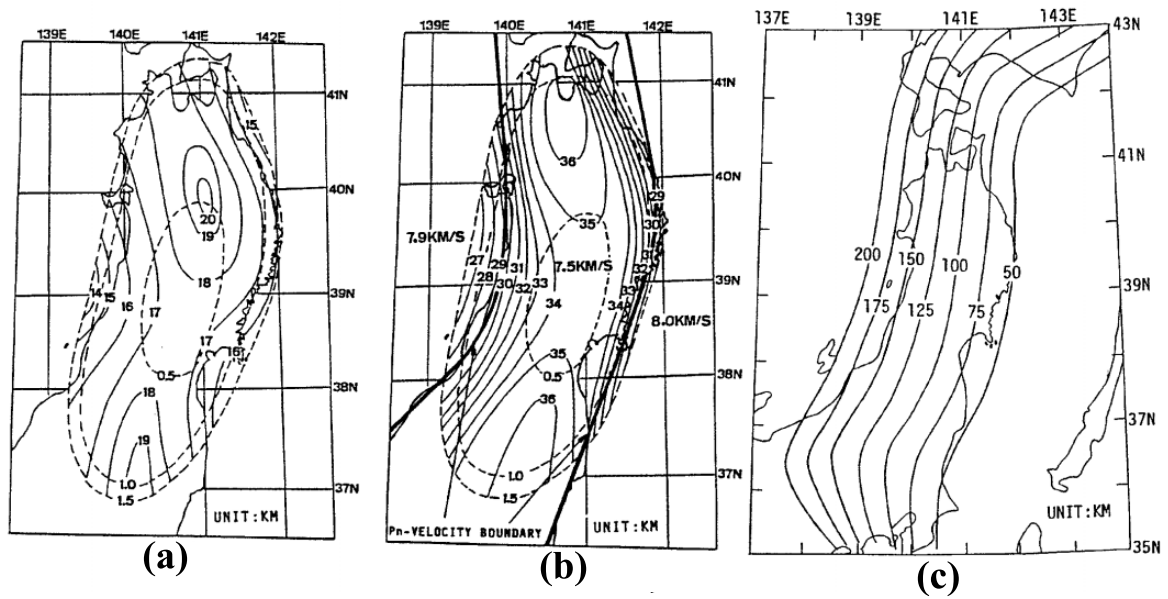 139E 140E 141E 142E
41N
15
40N
20
19
18
39N
14
15
16
17
17
16
0.5
38N
18
19
1.0
1.5
37N
UNIT:KM
(a)
139E 140E 141E 142E
41N
36
40N
29
35
30
7.9KM/S
7.5KM/S
27 29 31 33
28 30 32 34
31
32
33
34
39N
8.0KM/S
35
0.5
38N
36
1.0
1.5
37N
Pn-VELOCITY BOUNDARY
UNIT:KM
(b)
137E 139E 141E 143E
43N
41N
200 150 100 50
175 125 75
39N
37N
UNIT:KM
35N
(c)